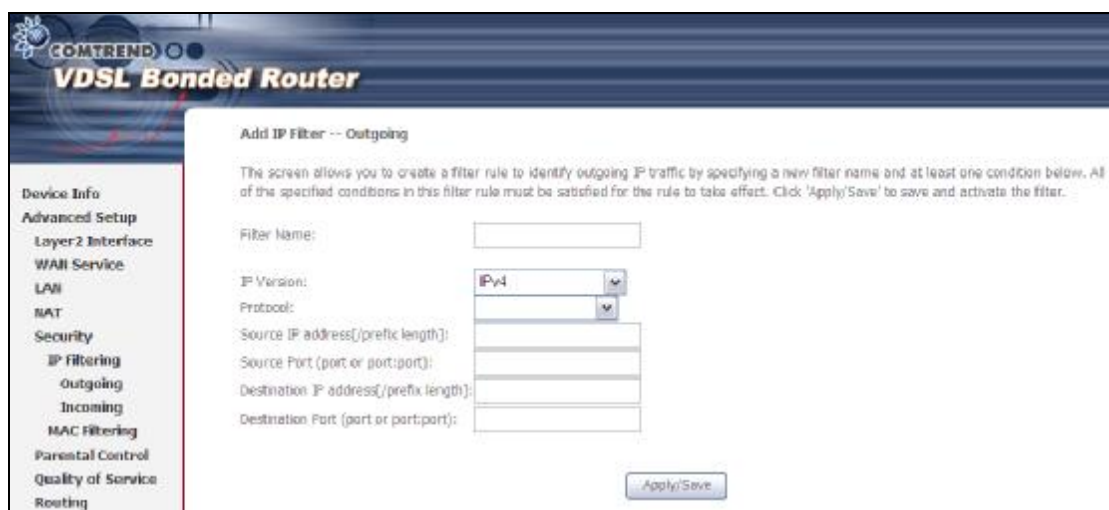 COMTREND
VDSL Bonded Router
Device Info
Advanced Setup
Layer2 Interface
WAN Service
LAN
NAT
Security
IP Filtering
Outgoing
Incoming
MAC Filtering
Parental Control
Quality of Service
Routing
Add IP Filter -- Outgoing
The screen allows you to create a filter rule to identify outgoing IP traffic by specifying a new filter name and at least one condition below. All
of the specified conditions in this filter rule must be satisfied for the rule to take effect. Click 'Apply/Save' to save and activate the filter.
Filter Name:
IP Version: IPv4
Protocol:
Source IP address[/prefix length]:
Source Port (port or port:port):
Destination IP address[/prefix length]:
Destination Port (port or port:port):
Apply/Save